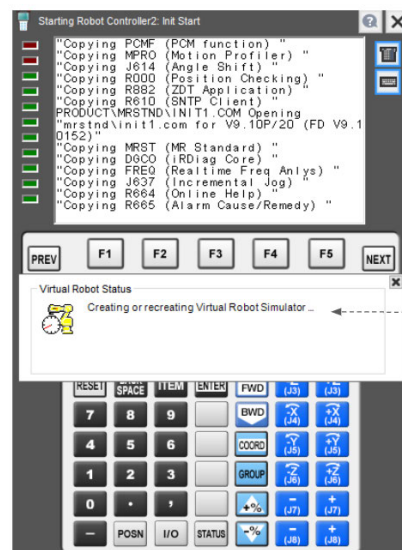 Starting Robot Controller2: Init Start
"Copying PCMF (PCM function) "
"Copying MPRO (Motion Profiler) "
"Copying J614 (Angle Shift) "
"Copying R000 (Position Checking) "
"Copying R882 (ZDT Application) "
"Copying R610 (SNTP Client) "
PRODUCT\MRSTND\INIT1.COM Opening
"mrstnd\init1.com for V9.10P/20 (FD V9.1
0152)"
"Copying MRST (MR Standard) "
"Copying DGCO (iRDiag Core) "
"Copying FREQ (Realtime Freq Anlys) "
"Copying J637 (Incremental Jog) "
"Copying R664 (Online Help) "
"Copying R665 (Alarm Cause/Remedy) "
PREV F1 F2 F3 F4 F5 NEXT
Virtual Robot Status
Creating or recreating Virtual Robot Simulator ...
RESET SPACE ITEM ENTER FWD (J3) (J3)
7 8 9 BWD -X (J4) +X (J4)
4 5 6 COORD -Y (J5) +Y (J5)
1 2 3 GROUP -Z (J6) +Z (J6)
0 . , +% - (J7) + (J7)
- POSN I/O STATUS -% - (J8) + (J8)